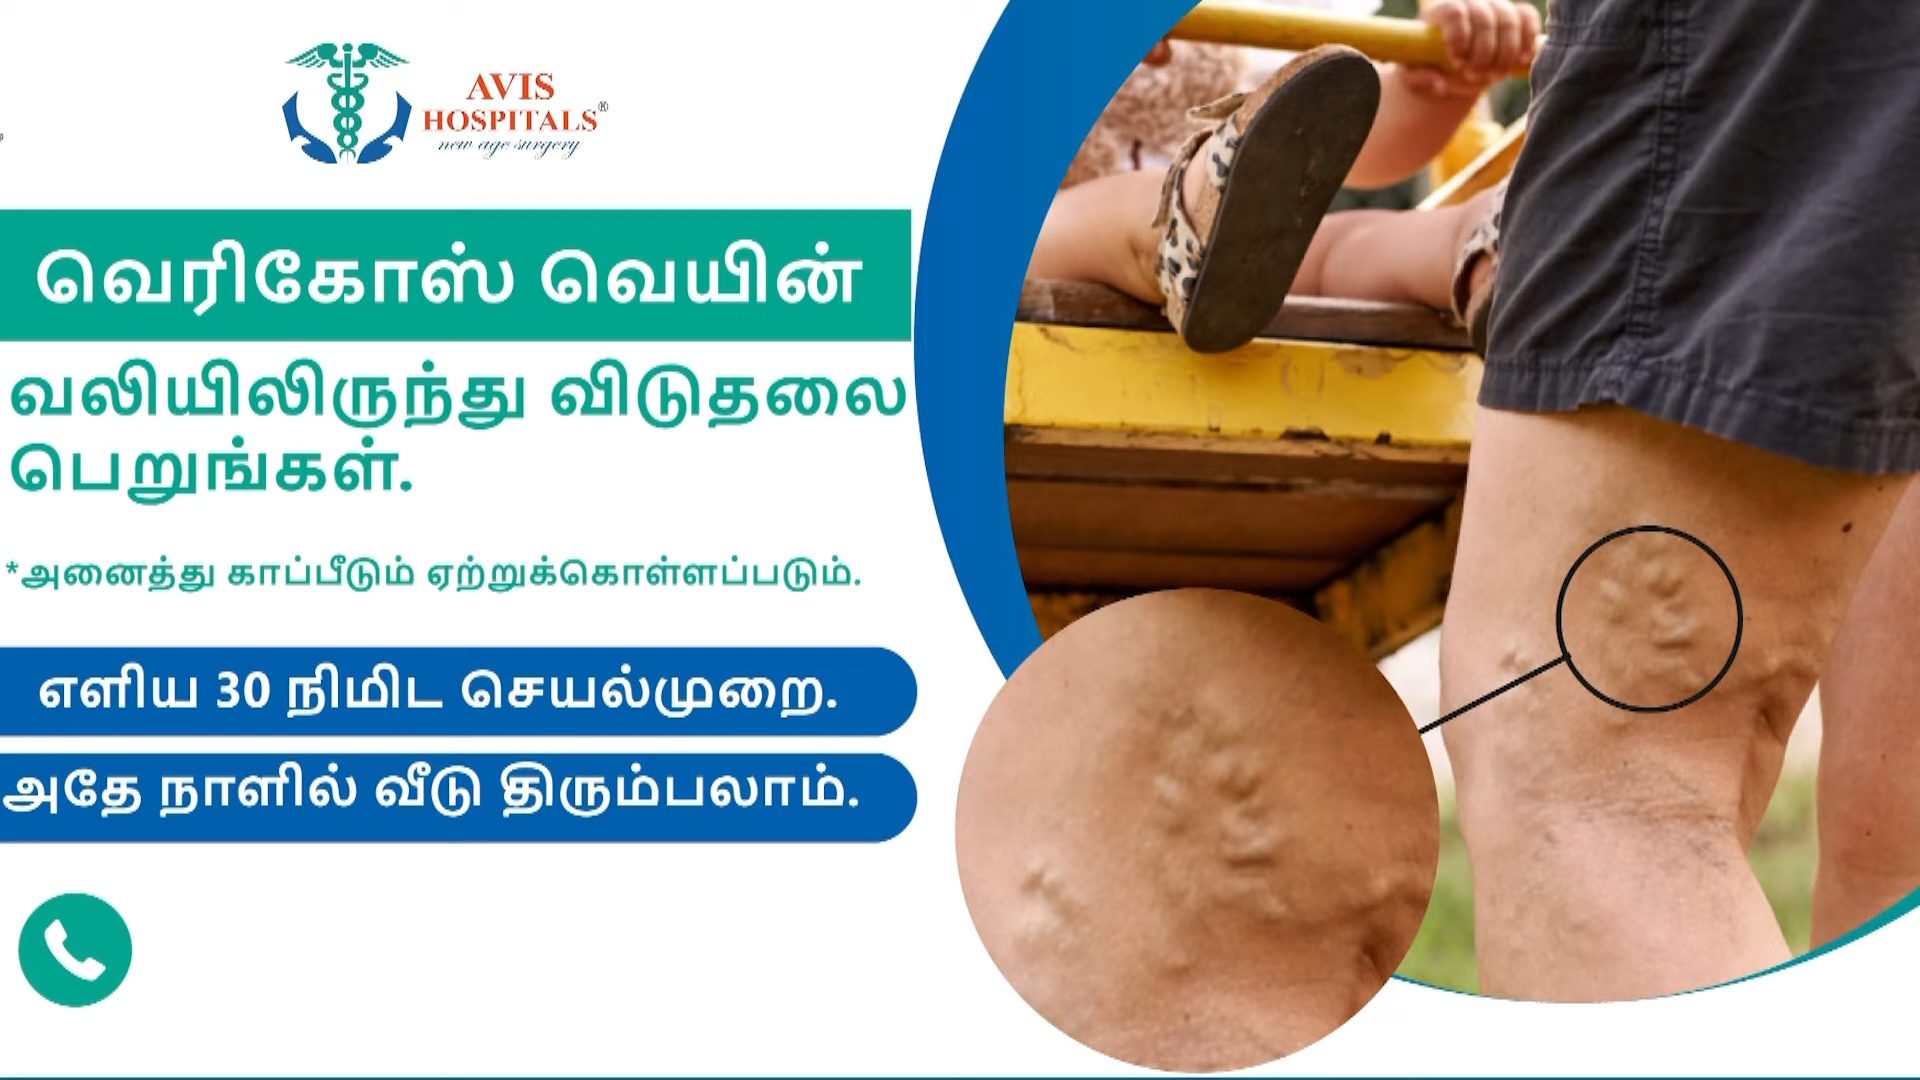 AVIS
HOSPITALS®
new age surgery
வெரிகோஸ் வெயின்
வலியிலிருந்து விடுதலை
பெறுங்கள்.
*அனைத்து காப்பீடும் ஏற்றுக்கொள்ளப்படும்.
எளிய 30 நிமிட செயல்முறை.
அதே நாளில் வீடு திரும்பலாம்.